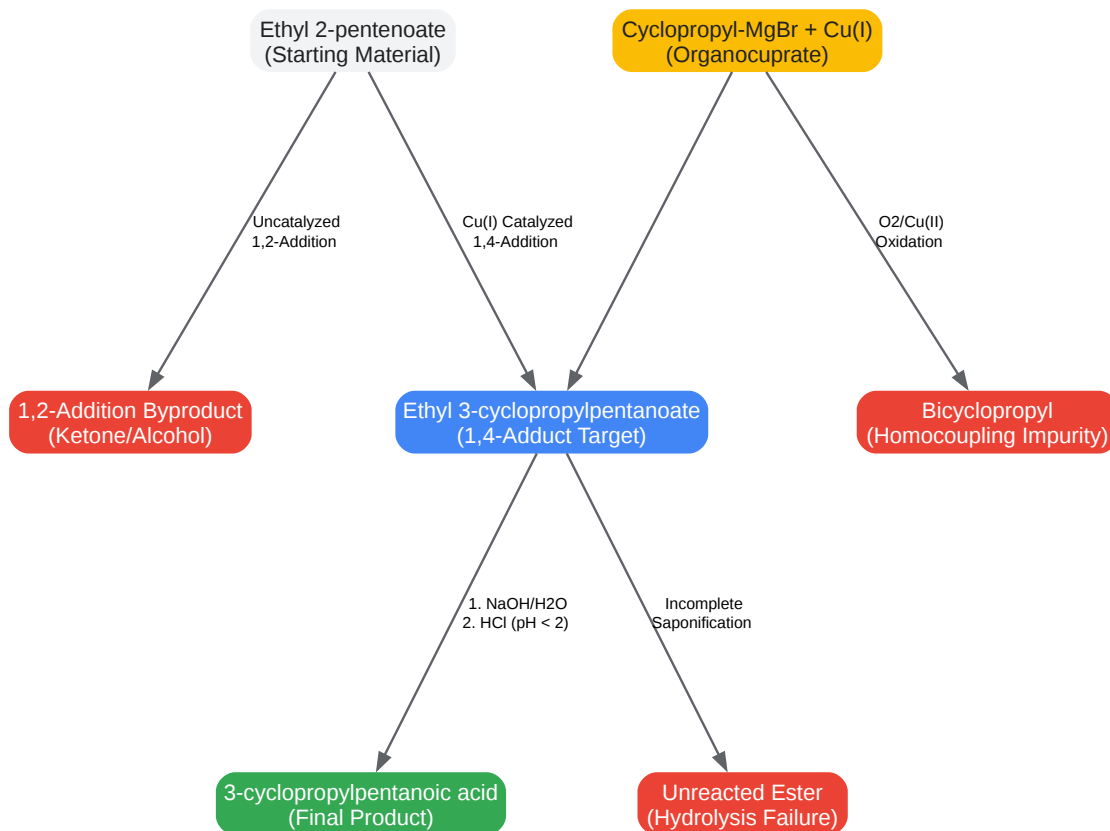 Ethyl 2-pentenoate
(Starting Material)
Cyclopropyl-MgBr + Cu(I)
(Organocuprate)
Uncatalyzed
1,2-Addition
Cu(I) Catalyzed
1,4-Addition
O2/Cu(II)
Oxidation
1,2-Addition Byproduct
(Ketone/Alcohol)
Ethyl 3-cyclopropylpentanoate
(1,4-Adduct Target)
Bicyclopropyl
(Homocoupling Impurity)
1. NaOH/H2O
2. HCl (pH < 2)
Incomplete
Saponification
3-cyclopropylpentanoic acid
(Final Product)
Unreacted Ester
(Hydrolysis Failure)